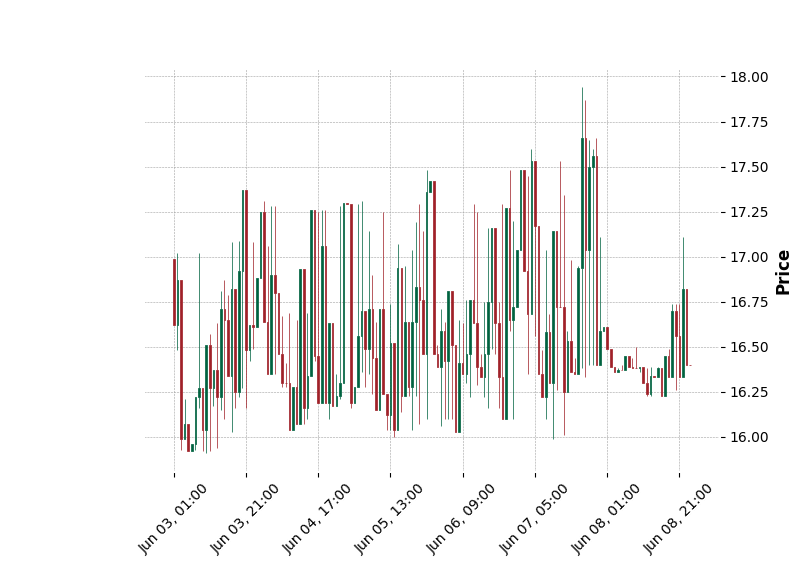 18.00
17.75
17.50
17.25
17.00
16.75
16.50
16.25
16.00
Price
Jun 03, 01:00
Jun 03, 21:00
Jun 04, 17:00
Jun 05, 13:00
Jun 06, 09:00
Jun 07, 05:00
Jun 08, 01:00
Jun 08, 21:00